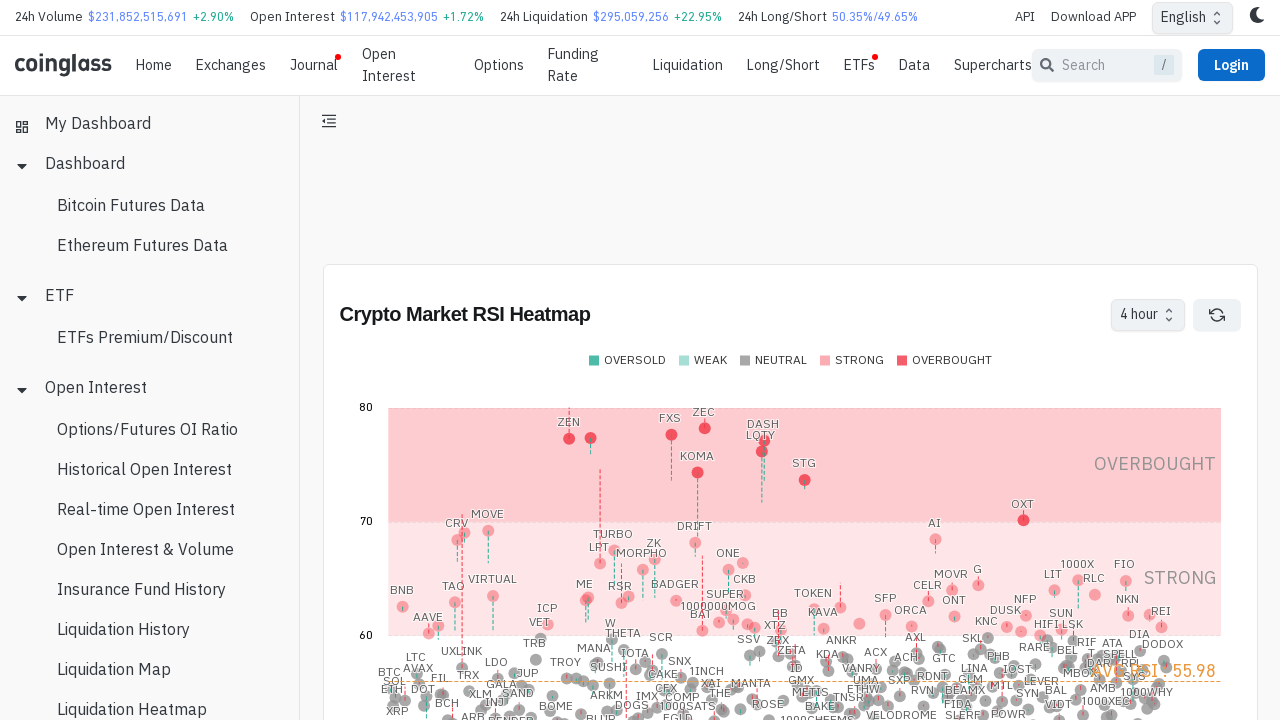 24h Volume $231,852,515,691 +2.90% Open Interest $117,942,453,905 +1.72% 24h Liquidation $295,059,256 +22.95% 24h Long/Short 50.35%/49.65% API Download APP English
coinglass Home Exchanges Journal Open Interest Options Funding Rate Liquidation Long/Short ETFs Data Supercharts Search / Login
My Dashboard
Dashboard
Bitcoin Futures Data
Ethereum Futures Data
ETF
ETFs Premium/Discount
Open Interest
Options/Futures OI Ratio
Historical Open Interest
Real-time Open Interest
Open Interest & Volume
Insurance Fund History
Liquidation History
Liquidation Map
Liquidation Heatmap
Crypto Market RSI Heatmap 4 hour
OVERSOLD WEAK NEUTRAL STRONG OVERBOUGHT
80
ZEN FXS ZEC
DASH
LQTY
KOMA STG
OVERBOUGHT
OXT
70
CRV MOVE DRIFT AI
TURBO
LPT MORPHO ZK ONE
BNB TAO VIRTUAL ME RSR BADGER CKB TOKEN CELR MOVR G LIT 1000X RLC FIO
STRONG
AAVE ICP VET SUPER 1000000MOG BAT BB KAVA SFP ORCA ONT DUSK NFP NKN REI
60
UXLINK TRB W THETA SCR SSV XTZ ZRX ANKR AXL KNC SUN HIFI LSK DIA
LTC LDO TROY MANA IOTA SNX ZETA KDA ACX ACH GTC SKL PHB RARE BEL ATA SPELL DODOX
BTC AVAX TRX JUP SUSHI CAKE 1INCH ID VANRY RDNT LINA IOST
AVG RSI : 55.98
SOL FIL GALA CFX XAI GMX UMA SXP GLM LEVER MBOX SYS
ETH DOT XLM SAND ARKM IMX COMP THE MANTA METIS ETHW RVN BEAMX MTL SYN BAL AMB 1000WHY
XRP BCH INJ BOME DOGS 1000SATS ROSE BAKE TNSR FIDA VIDT 1000XEC
ARB BLUR EGLD 1000CHEEMS VELODROME SLERF POWR